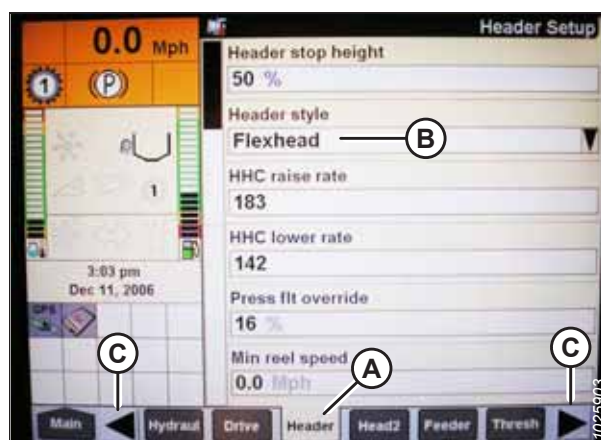 0.0 Mph
Header Setup
1
(P)
Header stop height
50 %
Header style
Flexhead
B
HHC raise rate
183
1
HHC lower rate
142
3:03 pm
Dec 11, 2006
Press flt override
16 %
GPS
Min reel speed
0.0 Mph
A
C
C
Main
Hydraul
Drive
Header
Head2
Feeder
Thresh
1025903